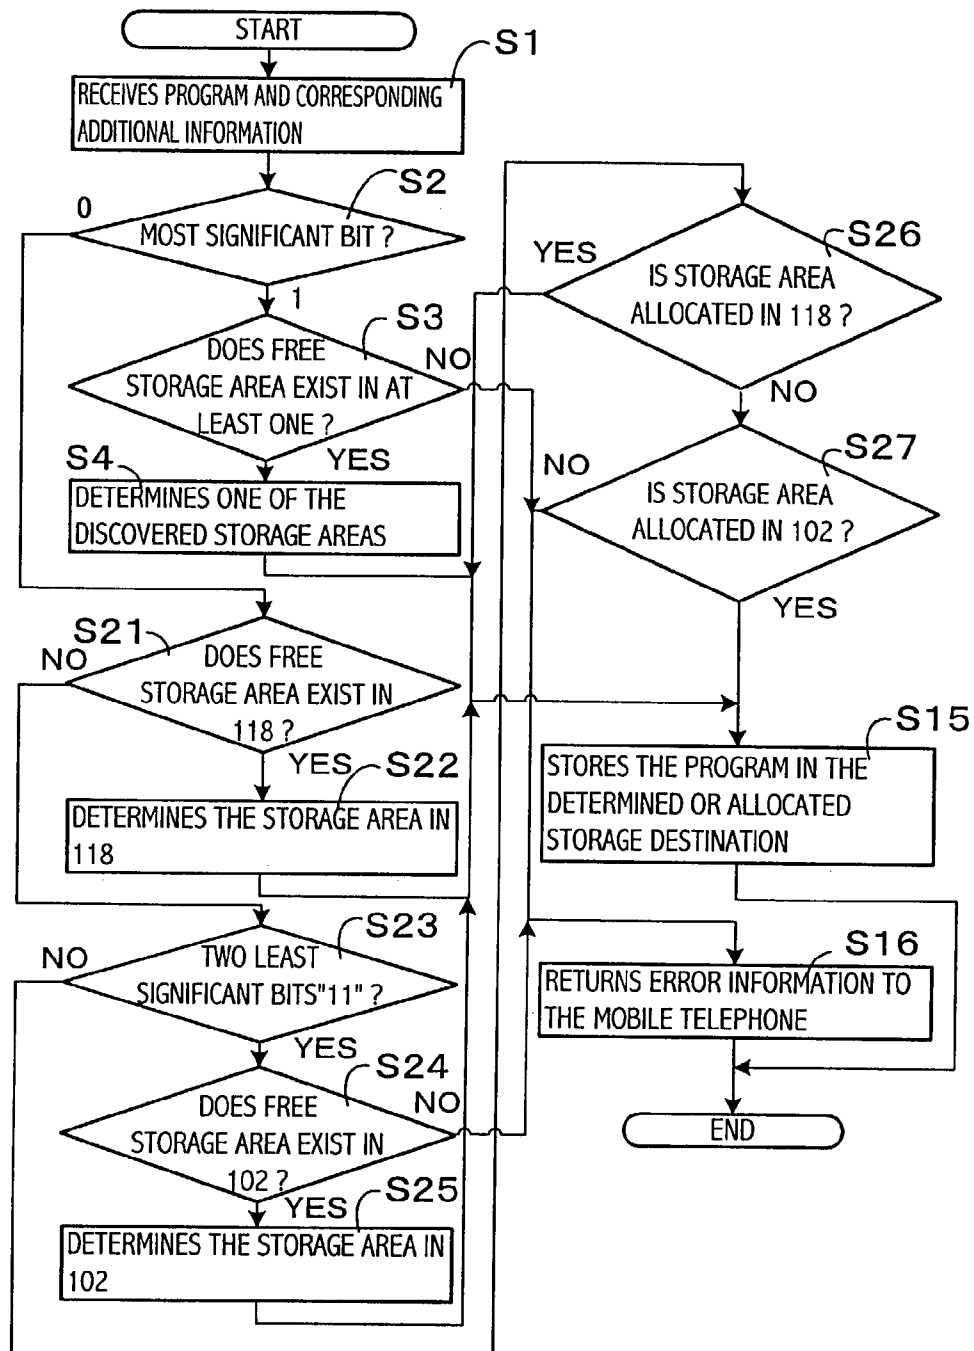 START
S1
RECEIVES PROGRAM AND CORRESPONDING
ADDITIONAL INFORMATION
S2
0
MOST SIGNIFICANT BIT ?
1
S3
DOES FREE
STORAGE AREA EXIST IN AT
LEAST ONE ?
NO
YES
S4
DETERMINES ONE OF THE
DISCOVERED STORAGE AREAS
S21
NO
DOES FREE
STORAGE AREA EXIST IN
118 ?
YES
S22
DETERMINES THE STORAGE AREA IN
118
S23
NO
TWO LEAST
SIGNIFICANT BITS"11" ?
YES
S24
DOES FREE
STORAGE AREA EXIST IN
102 ?
NO
YES
S25
DETERMINES THE STORAGE AREA IN
102
S26
YES
IS STORAGE AREA
ALLOCATED IN 118 ?
NO
S27
NO
IS STORAGE AREA
ALLOCATED IN 102 ?
YES
S15
STORES THE PROGRAM IN THE
DETERMINED OR ALLOCATED
STORAGE DESTINATION
S16
RETURNS ERROR INFORMATION TO
THE MOBILE TELEPHONE
END